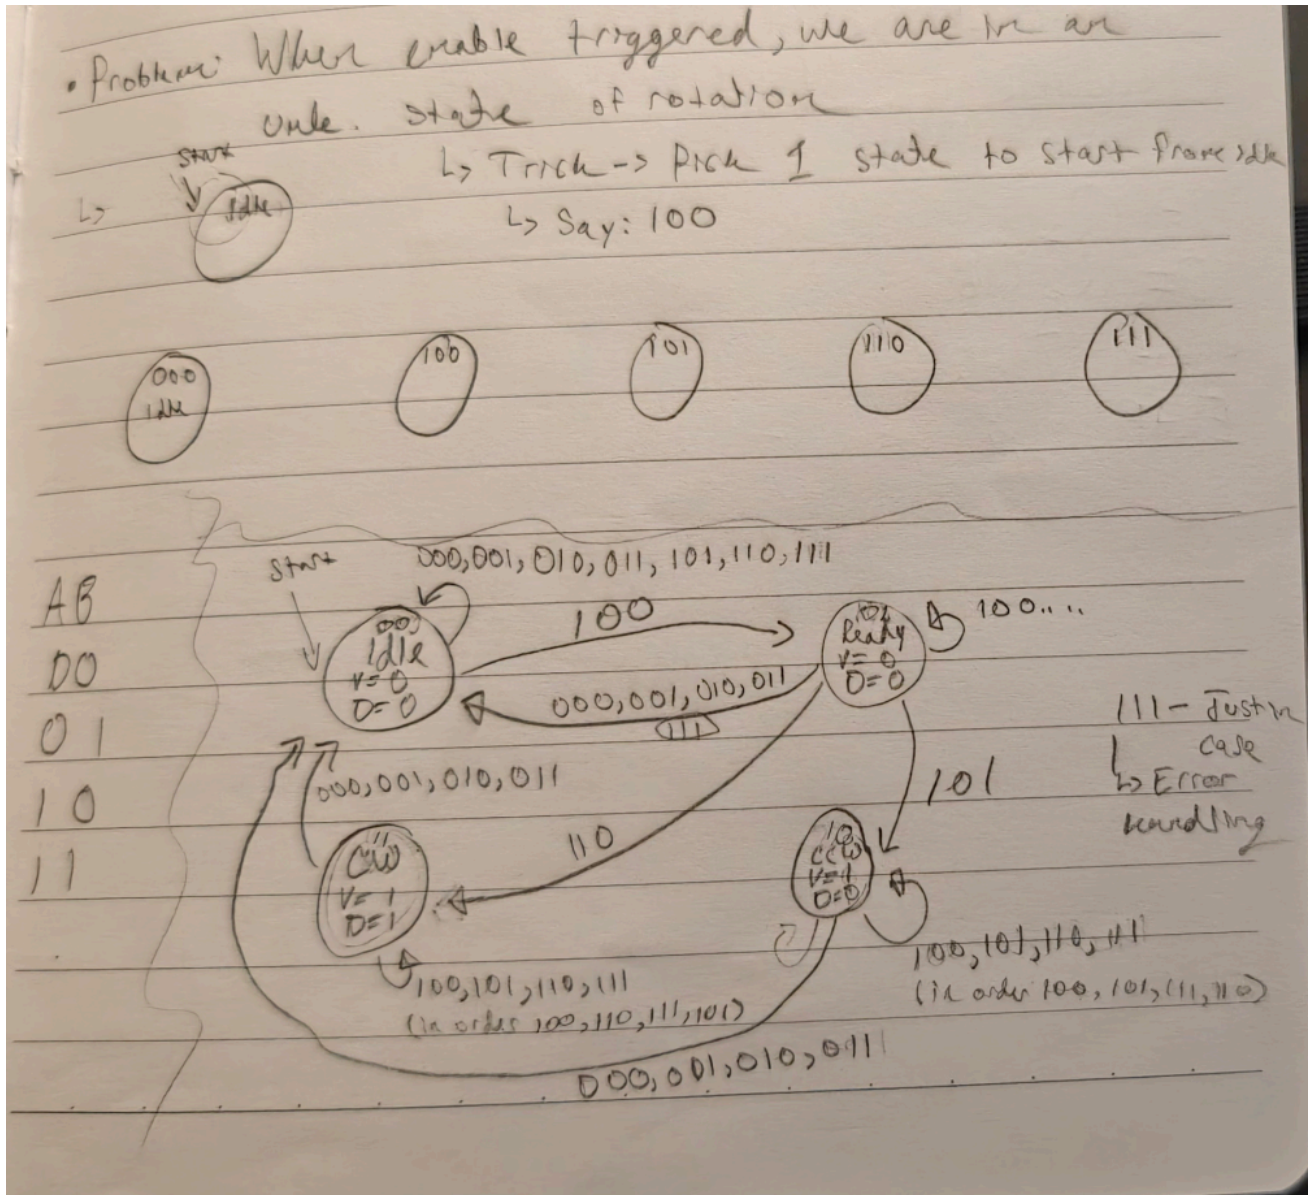 • Problem: When enable triggered, we are in an
unk. state of rotation
↳ Trick -> Pick 1 state to start from idle
↳ Say: 100
Start
↳
Idle
000
Idle
100
101
110
111
AB
00
01
10
11
Start
000,001,010,011,101,110,111
00
Idle
V=0
D=0
100
01
Ready
V=0
D=0
100....
000,001,010,011
111
111 - Just in
case
↳ Error
handling
101
110
000,001,010,011
11
CW
V=1
D=1
10
CCW
V=1
D=0
100,101,110,111
(in order 100,110,111,101)
100,101,110,111
(in order 100,101,111,110)
000,001,010,011